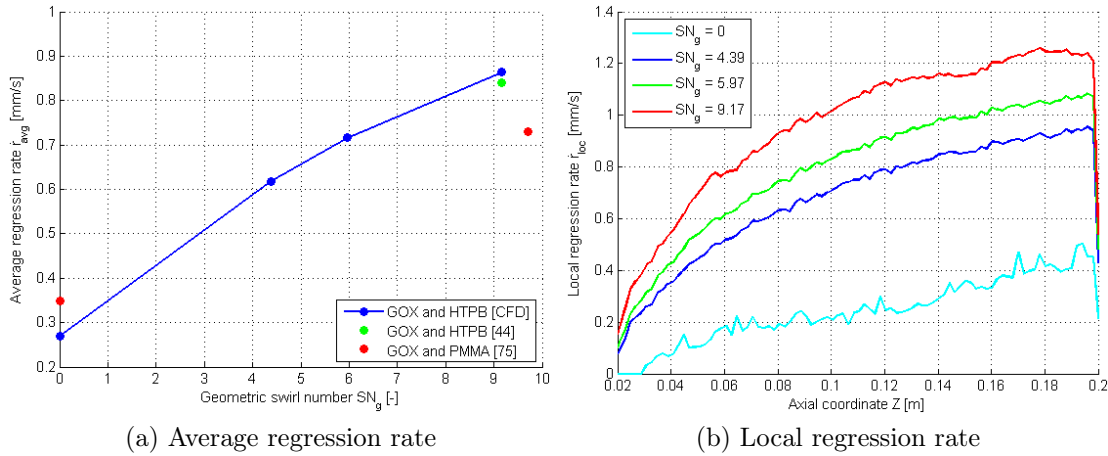 1
0.9
0.8
0.7
0.6
0.5
0.4
0.3
0.2
Average regression rate ṙavg [mm/s]
0 1 2 3 4 5 6 7 8 9 10
Geometric swirl number SNg [-]
GOX and HTPB [CFD]
GOX and HTPB [44]
GOX and PMMA [75]
(a) Average regression rate
1.4
1.2
1
0.8
0.6
0.4
0.2
0
Local regression rate ṙloc [mm/s]
SNg = 0
SNg = 4.39
SNg = 5.97
SNg = 9.17
0.02 0.04 0.06 0.08 0.1 0.12 0.14 0.16 0.18 0.2
Axial coordinate Z [m]
(b) Local regression rate